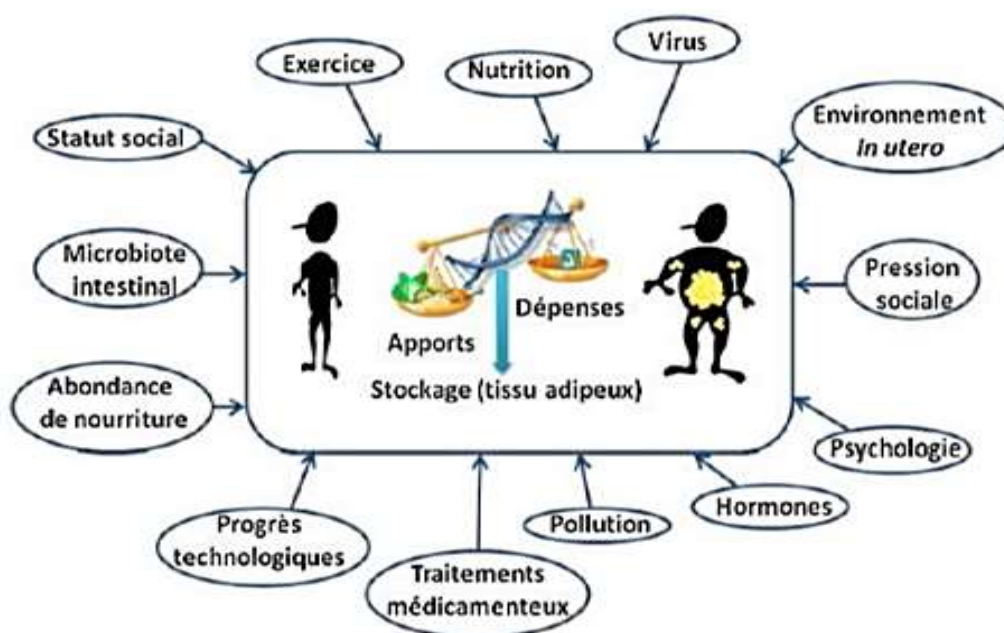 Virus
Exercice
Nutrition
Environnement
in utero
Statut social
Microbiote
intestinal
Pression
sociale
Dépenses
Apports
Stockage (tissu adipeux)
Abondance
de nourriture
Psychologie
Hormones
Pollution
Progrès
technologiques
Traitements
médicamenteux